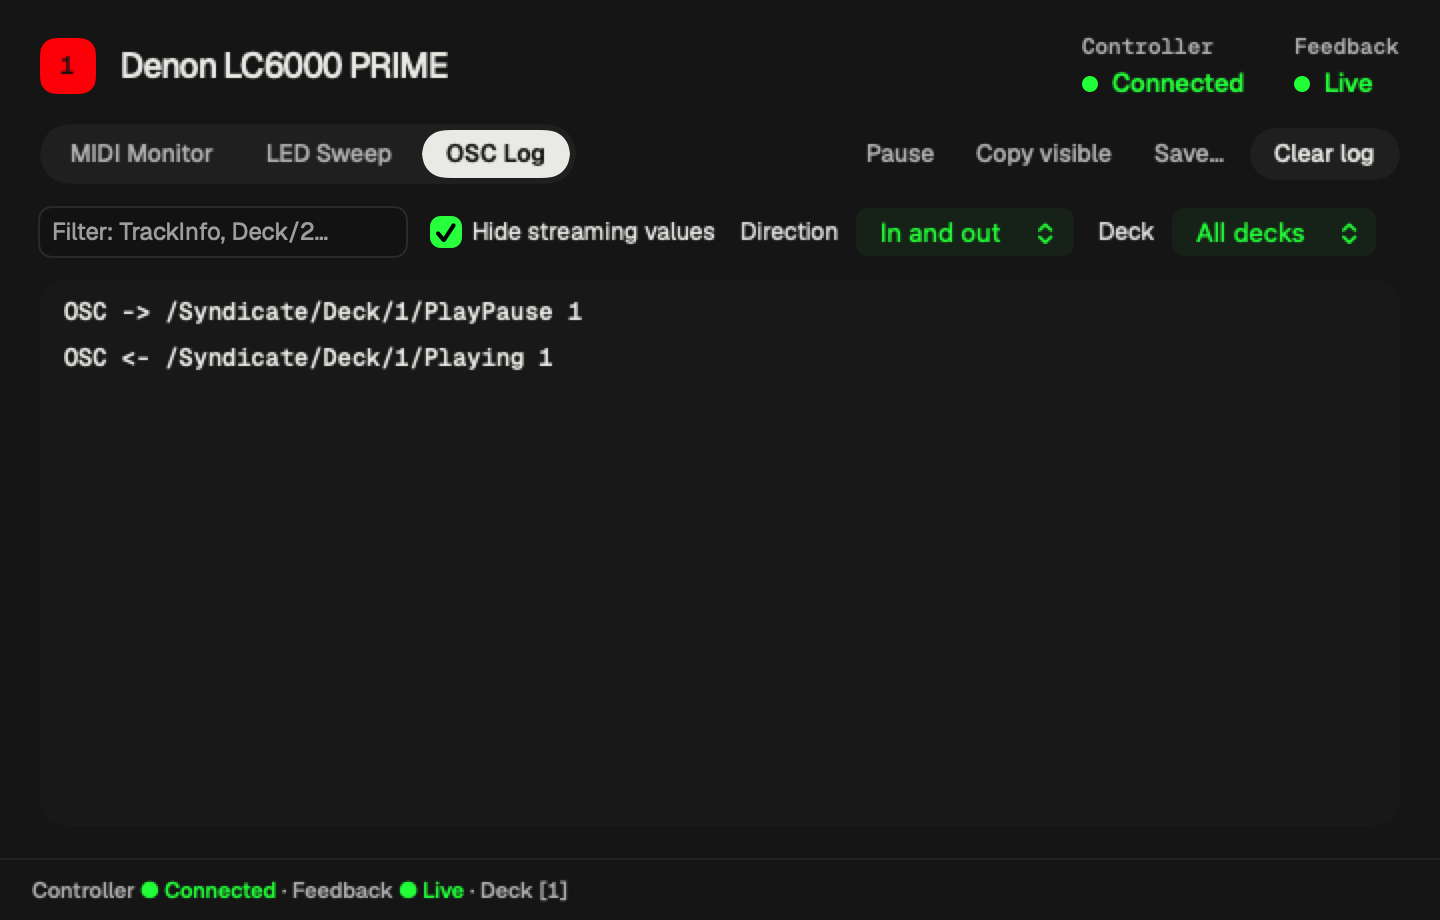 1 Denon LC6000 PRIME
Controller Feedback
Connected Live
MIDI Monitor LED Sweep OSC Log Pause Copy visible Save... Clear log
Filter: TrackInfo, Deck/2... Hide streaming values Direction In and out Deck All decks
OSC -> /Syndicate/Deck/1/PlayPause 1
OSC <- /Syndicate/Deck/1/Playing 1
Controller Connected · Feedback Live · Deck [1]